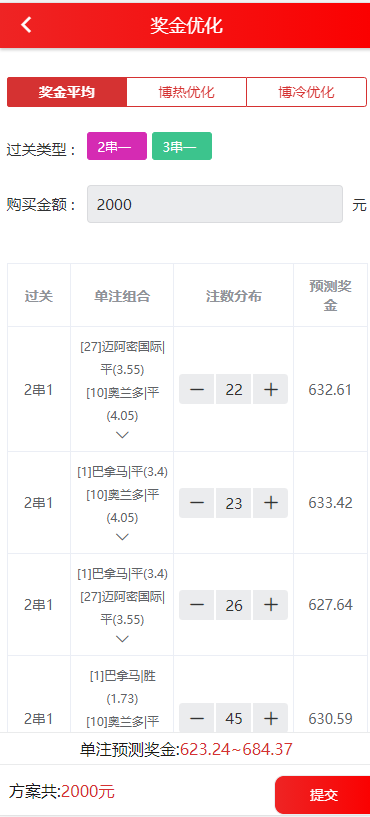 奖金优化
奖金平均 博热优化 博冷优化
过关类型： 2串一 3串一
购买金额： 2000 元
过关 单注组合 注数分布 预测奖
金
[27]迈阿密国际|
平(3.55)
2串1 [10]奥兰多|平 22 632.61
(4.05)
[1]巴拿马|平(3.4)
2串1 [10]奥兰多|平 23 633.42
(4.05)
[1]巴拿马|平(3.4)
2串1 [27]迈阿密国际| 26 627.64
平(3.55)
[1]巴拿马|胜
(1.73)
2串1 [10]奥兰多|平 45 630.59
单注预测奖金:623.24~684.37
方案共:2000元 提交